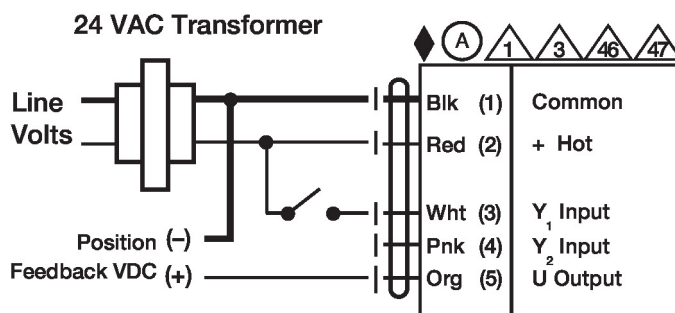 24 VAC Transformer
A 1 3 46 47
Line Volts
Blk (1) Common
Red (2) + Hot
Wht (3) Y1 Input
Pnk (4) Y2 Input
Org (5) U Output
Position (–)
Feedback VDC (+)